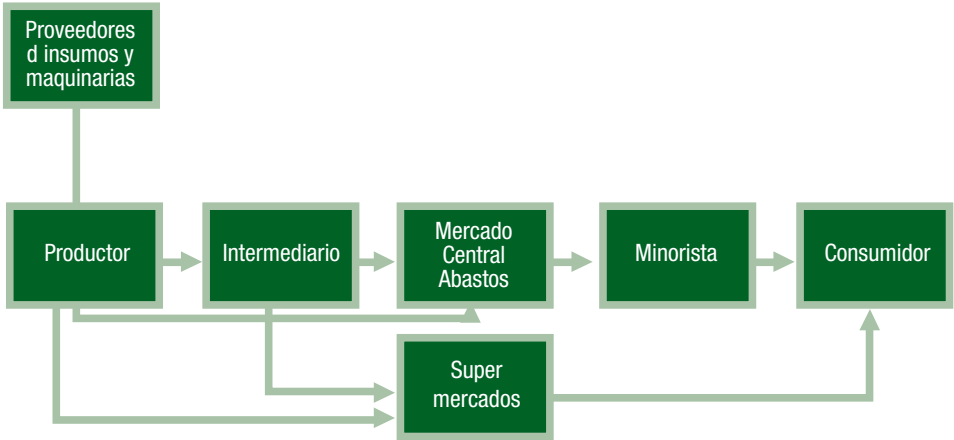 Proveedores
d insumos y
maquinarias
Productor
Intermediario
Mercado
Central
Abastos
Minorista
Consumidor
Super
mercados